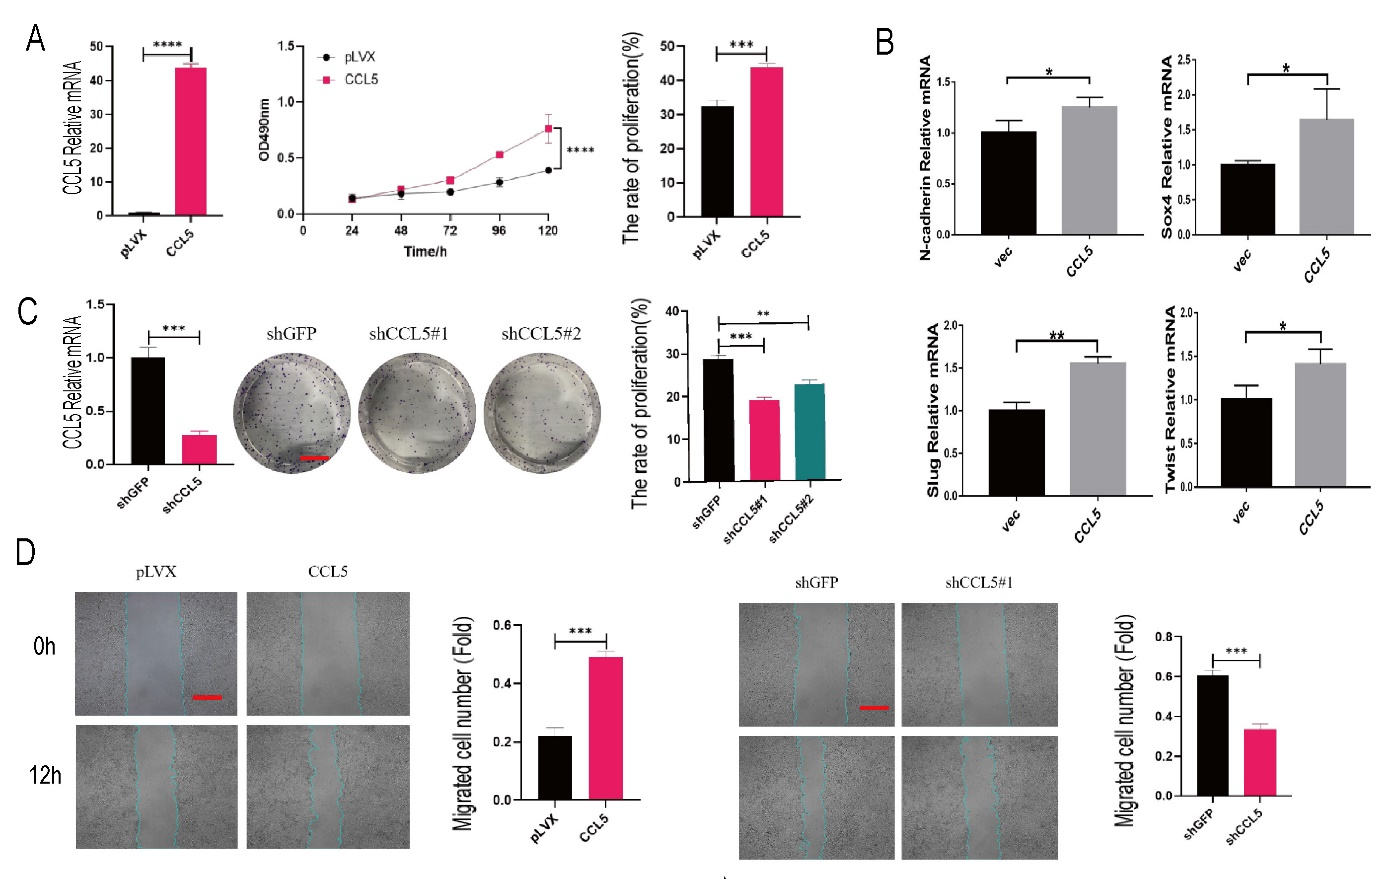 A
CCL5 Relative mRNA
50
40
30
20
10
0
****
pLVX
CCL5
OD490nm
1.5
1.0
0.5
0.0
pLVX
CCL5
****
0
24
48
72
96
120
Time/h
The rate of proliferation(%)
50
40
30
20
10
0
***
pLVX
CCL5
B
N-cadherin Relative mRNA
1.5
1.0
0.5
0.0
*
vec
CCL5
Sox4 Relative mRNA
2.5
2.0
1.5
1.0
0.5
0.0
*
vec
CCL5
Slug Relative mRNA
2.0
1.5
1.0
0.5
0.0
**
vec
CCL5
Twist Relative mRNA
2.0
1.5
1.0
0.5
0.0
*
vec
CCL5
C
CCL5 Relative mRNA
1.5
1.0
0.5
0.0
***
shGFP
shCCL5
shGFP
shCCL5#1
shCCL5#2
The rate of proliferation(%)
40
30
20
10
0
**
***
shGFP
shCCL5#1
shCCL5#2
D
pLVX
CCL5
0h
12h
Migrated cell number (Fold)
0.6
0.4
0.2
0.0
***
pLVX
CCL5
shGFP
shCCL5#1
Migrated cell number (Fold)
0.8
0.6
0.4
0.2
0.0
***
shGFP
shCCL5